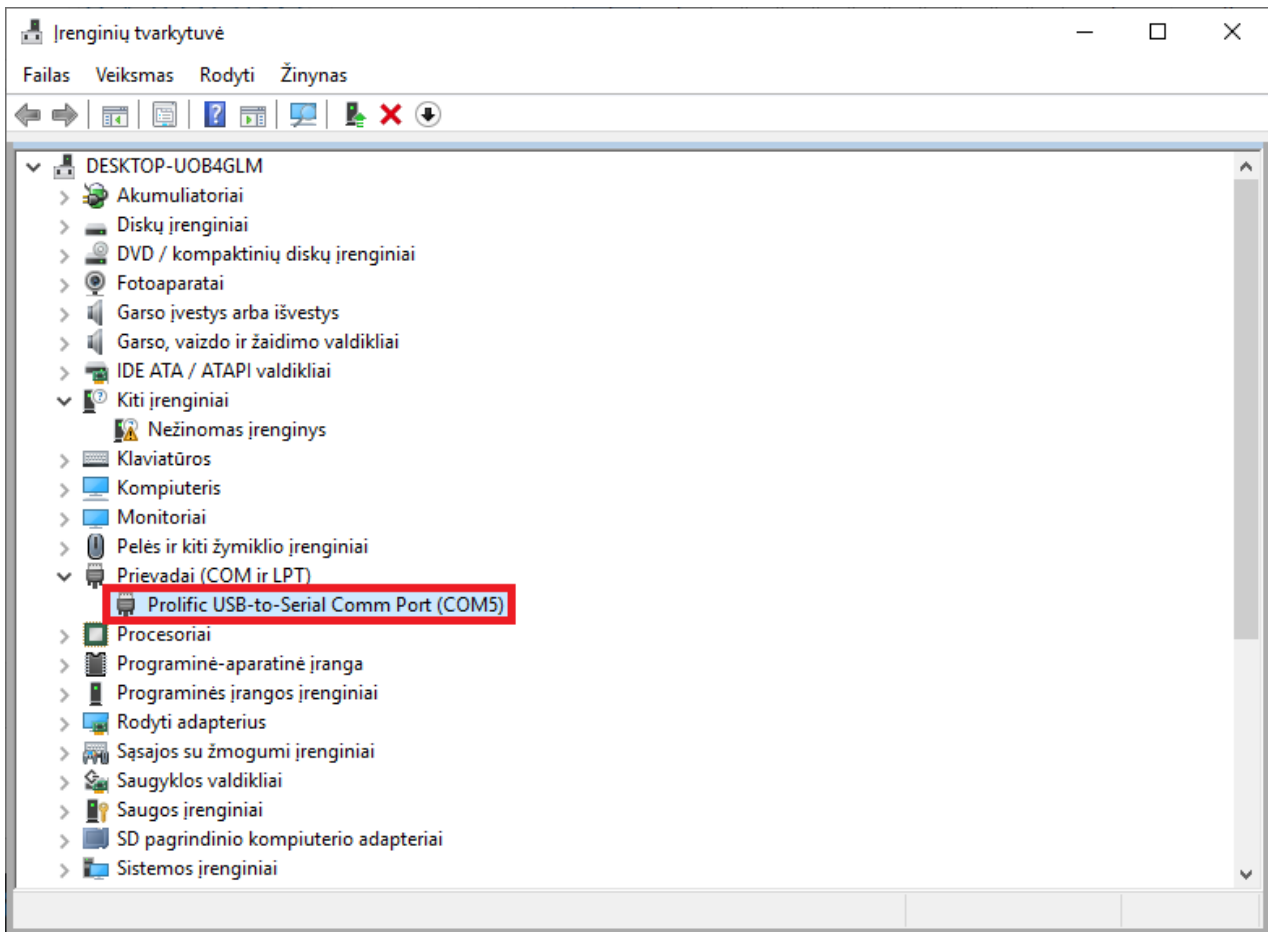 Įrenginių tvarkytuvė
Failas Veiksmas Rodyti Žinynas
DESKTOP-UOB4GLM
Akumuliatoriai
Diskų įrenginiai
DVD / kompaktinių diskų įrenginiai
Fotoaparatai
Garso įvestys arba išvestys
Garso, vaizdo ir žaidimo valdikliai
IDE ATA / ATAPI valdikliai
Kiti įrenginiai
Nežinomas įrenginys
Klaviatūros
Kompiuteris
Monitoriai
Pelės ir kiti žymiklio įrenginiai
Prievadai (COM ir LPT)
Prolific USB-to-Serial Comm Port (COM5)
Procesoriai
Programinė-aparatinė įranga
Programinės įrangos įrenginiai
Rodyti adapterius
Sąsajos su žmogumi įrenginiai
Saugyklos valdikliai
Saugos įrenginiai
SD pagrindinio kompiuterio adapteriai
Sistemos įrenginiai